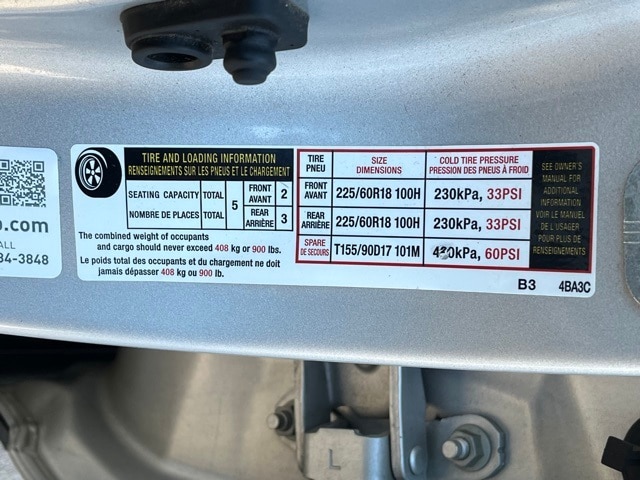 o.com
ALL
34-3848
TIRE AND LOADING INFORMATION
RENSEIGNEMENTS SUR LES PNEUS ET LE CHARGEMENT
SEATING CAPACITY TOTAL 5 FRONT AVANT 2
NOMBRE DE PLACES TOTAL REAR ARRIÈRE 3
The combined weight of occupants
and cargo should never exceed 408 kg or 900 lbs.
Le poids total des occupants et du chargement ne doit
jamais dépasser 408 kg ou 900 lb.
TIRE PNEU SIZE DIMENSIONS COLD TIRE PRESSURE PRESSION DES PNEUS À FROID
FRONT AVANT 225/60R18 100H 230kPa, 33PSI
REAR ARRIÈRE 225/60R18 100H 230kPa, 33PSI
SPARE DE SECOURS T155/90D17 101M 420kPa, 60PSI
SEE OWNER'S
MANUAL FOR
ADDITIONAL
INFORMATION
VOIR LE MANUEL
DE L'USAGER
POUR PLUS DE
RENSEIGNEMENTS
B3 4BA3C
L